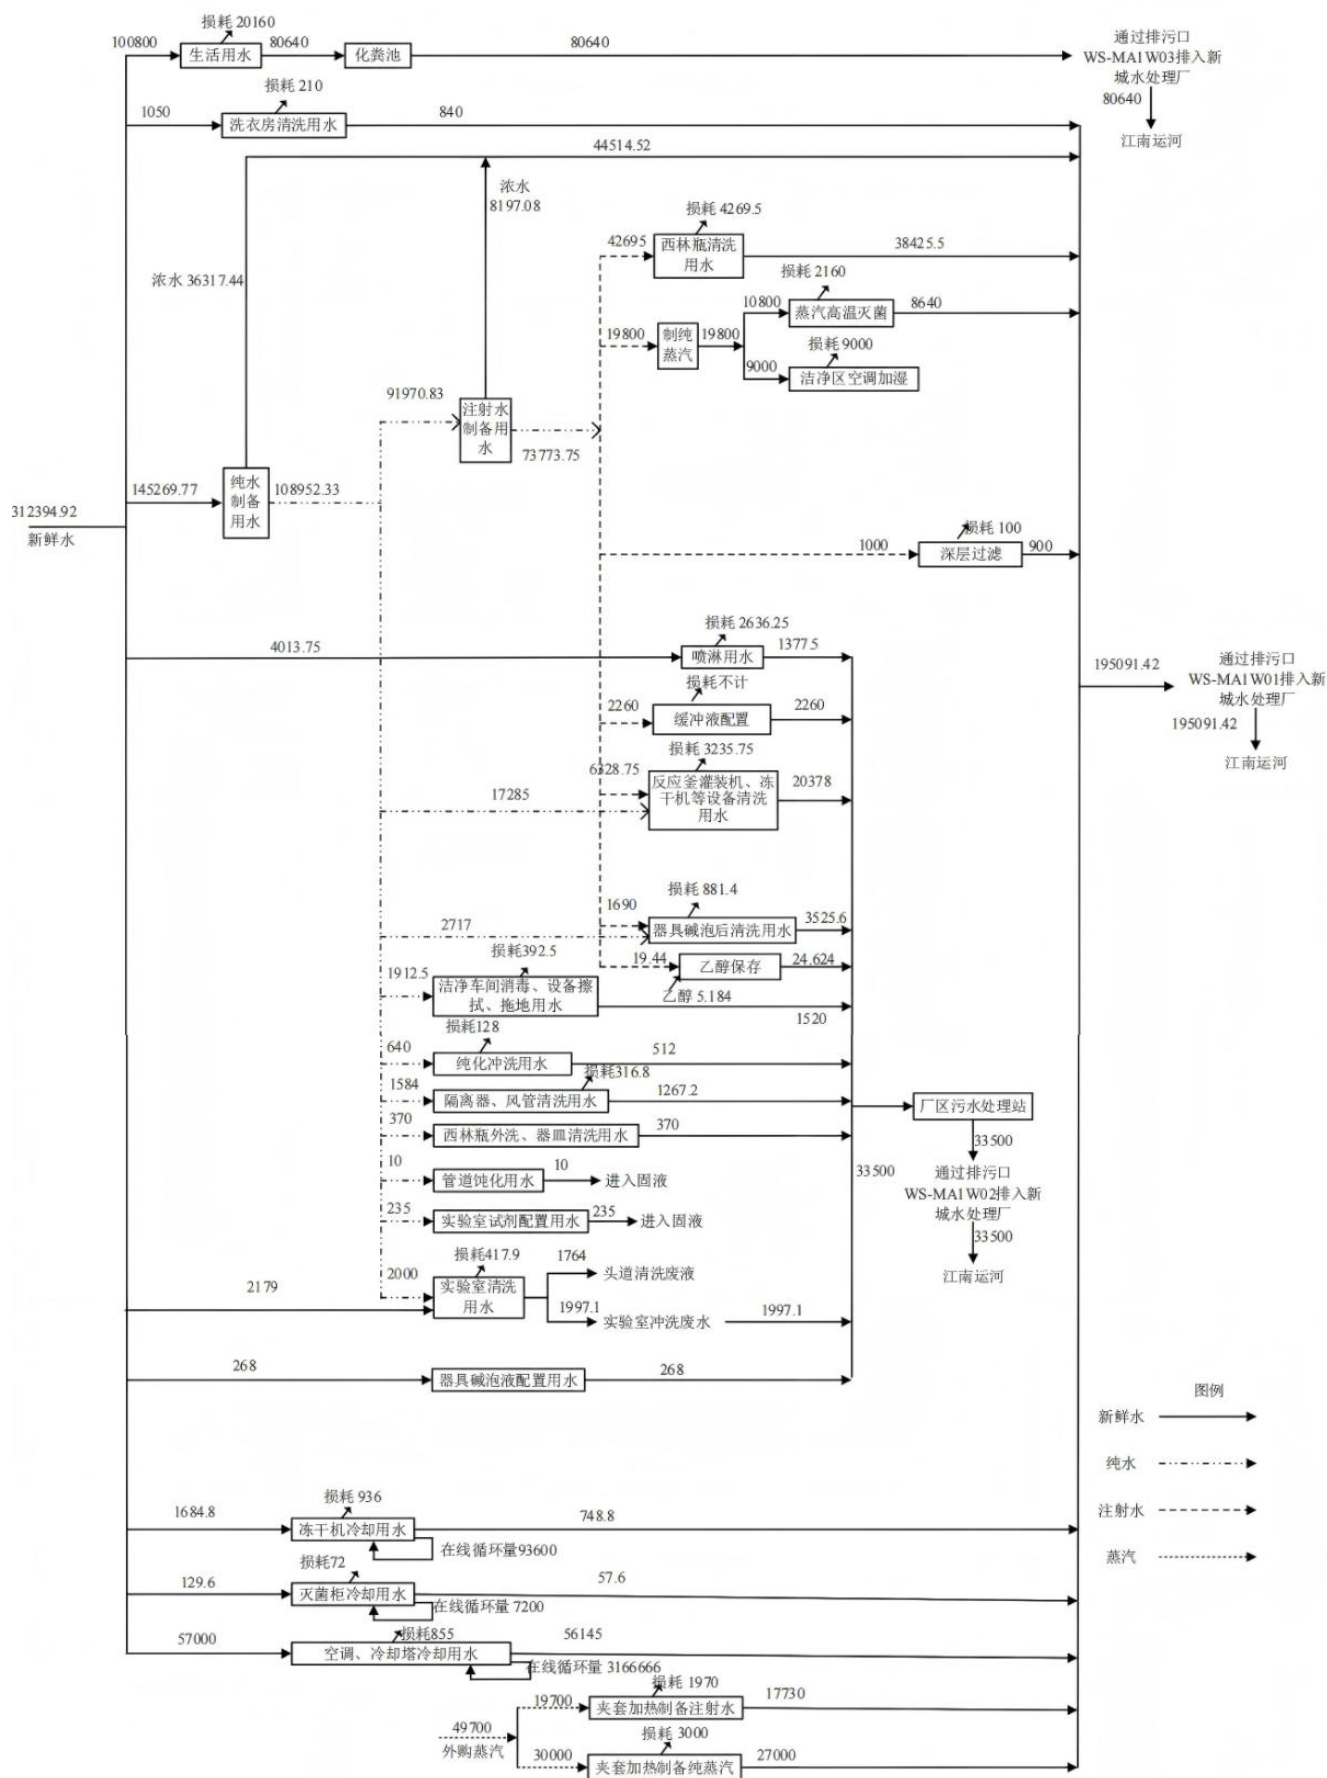 损耗 20160
100800
生活用水
80640
化粪池
80640
通过排污口
WS-MA1W03排入新
城水处理厂
80640
江南运河
损耗 210
1050
洗衣房清洗用水
840
44514.52
浓水
8197.08
浓水 36317.44
损耗 4269.5
42695
西林瓶清洗
用水
38425.5
损耗 2160
10800
蒸汽高温灭菌
8640
19800
制纯
蒸汽
19800
损耗 9000
9000
洁净区空调加湿
91970.83
注射水
制备用
水
73773.75
145269.77
纯水
制备
用水
108952.33
312394.92
新鲜水
1000
损耗 100
深层过滤
900
4013.75
损耗 2636.25
喷淋用水
1377.5
195091.42
通过排污口
WS-MA1W01排入新
城水处理厂
195091.42
江南运河
损耗不计
2260
缓冲液配置
2260
损耗 3235.75
6328.75
17285
反应釜灌装机、冻
干机等设备清洗
用水
20378
损耗 881.4
1690
2717
器具碱泡后清洗用水
3525.6
19.44
乙醇保存
24.624
乙醇 5.184
损耗392.5
1912.5
洁净车间消毒、设备擦
拭、拖地用水
1520
损耗128
640
纯化冲洗用水
512
损耗316.8
1584
隔离器、风管清洗用水
1267.2
370
西林瓶外洗、器皿清洗用水
370
10
管道钝化用水
10
进入固液
235
实验室试剂配置用水
235
进入固液
厂区污水处理站
33500
33500
通过排污口
WS-MA1W02排入新
城水处理厂
33500
江南运河
损耗417.9
2000
2179
实验室清洗
用水
1764
头道清洗废液
1997.1
实验室冲洗废水
1997.1
268
器具碱泡液配置用水
268
图例
新鲜水
纯水
注射水
蒸汽
损耗 936
1684.8
冻干机冷却用水
748.8
在线循环量93600
损耗72
129.6
灭菌柜冷却用水
57.6
在线循环量 7200
损耗855
57000
空调、冷却塔冷却用水
56145
在线循环量 3166666
损耗 1970
19700
夹套加热制备注射水
17730
49700
外购蒸汽
损耗 3000
30000
夹套加热制备纯蒸汽
27000